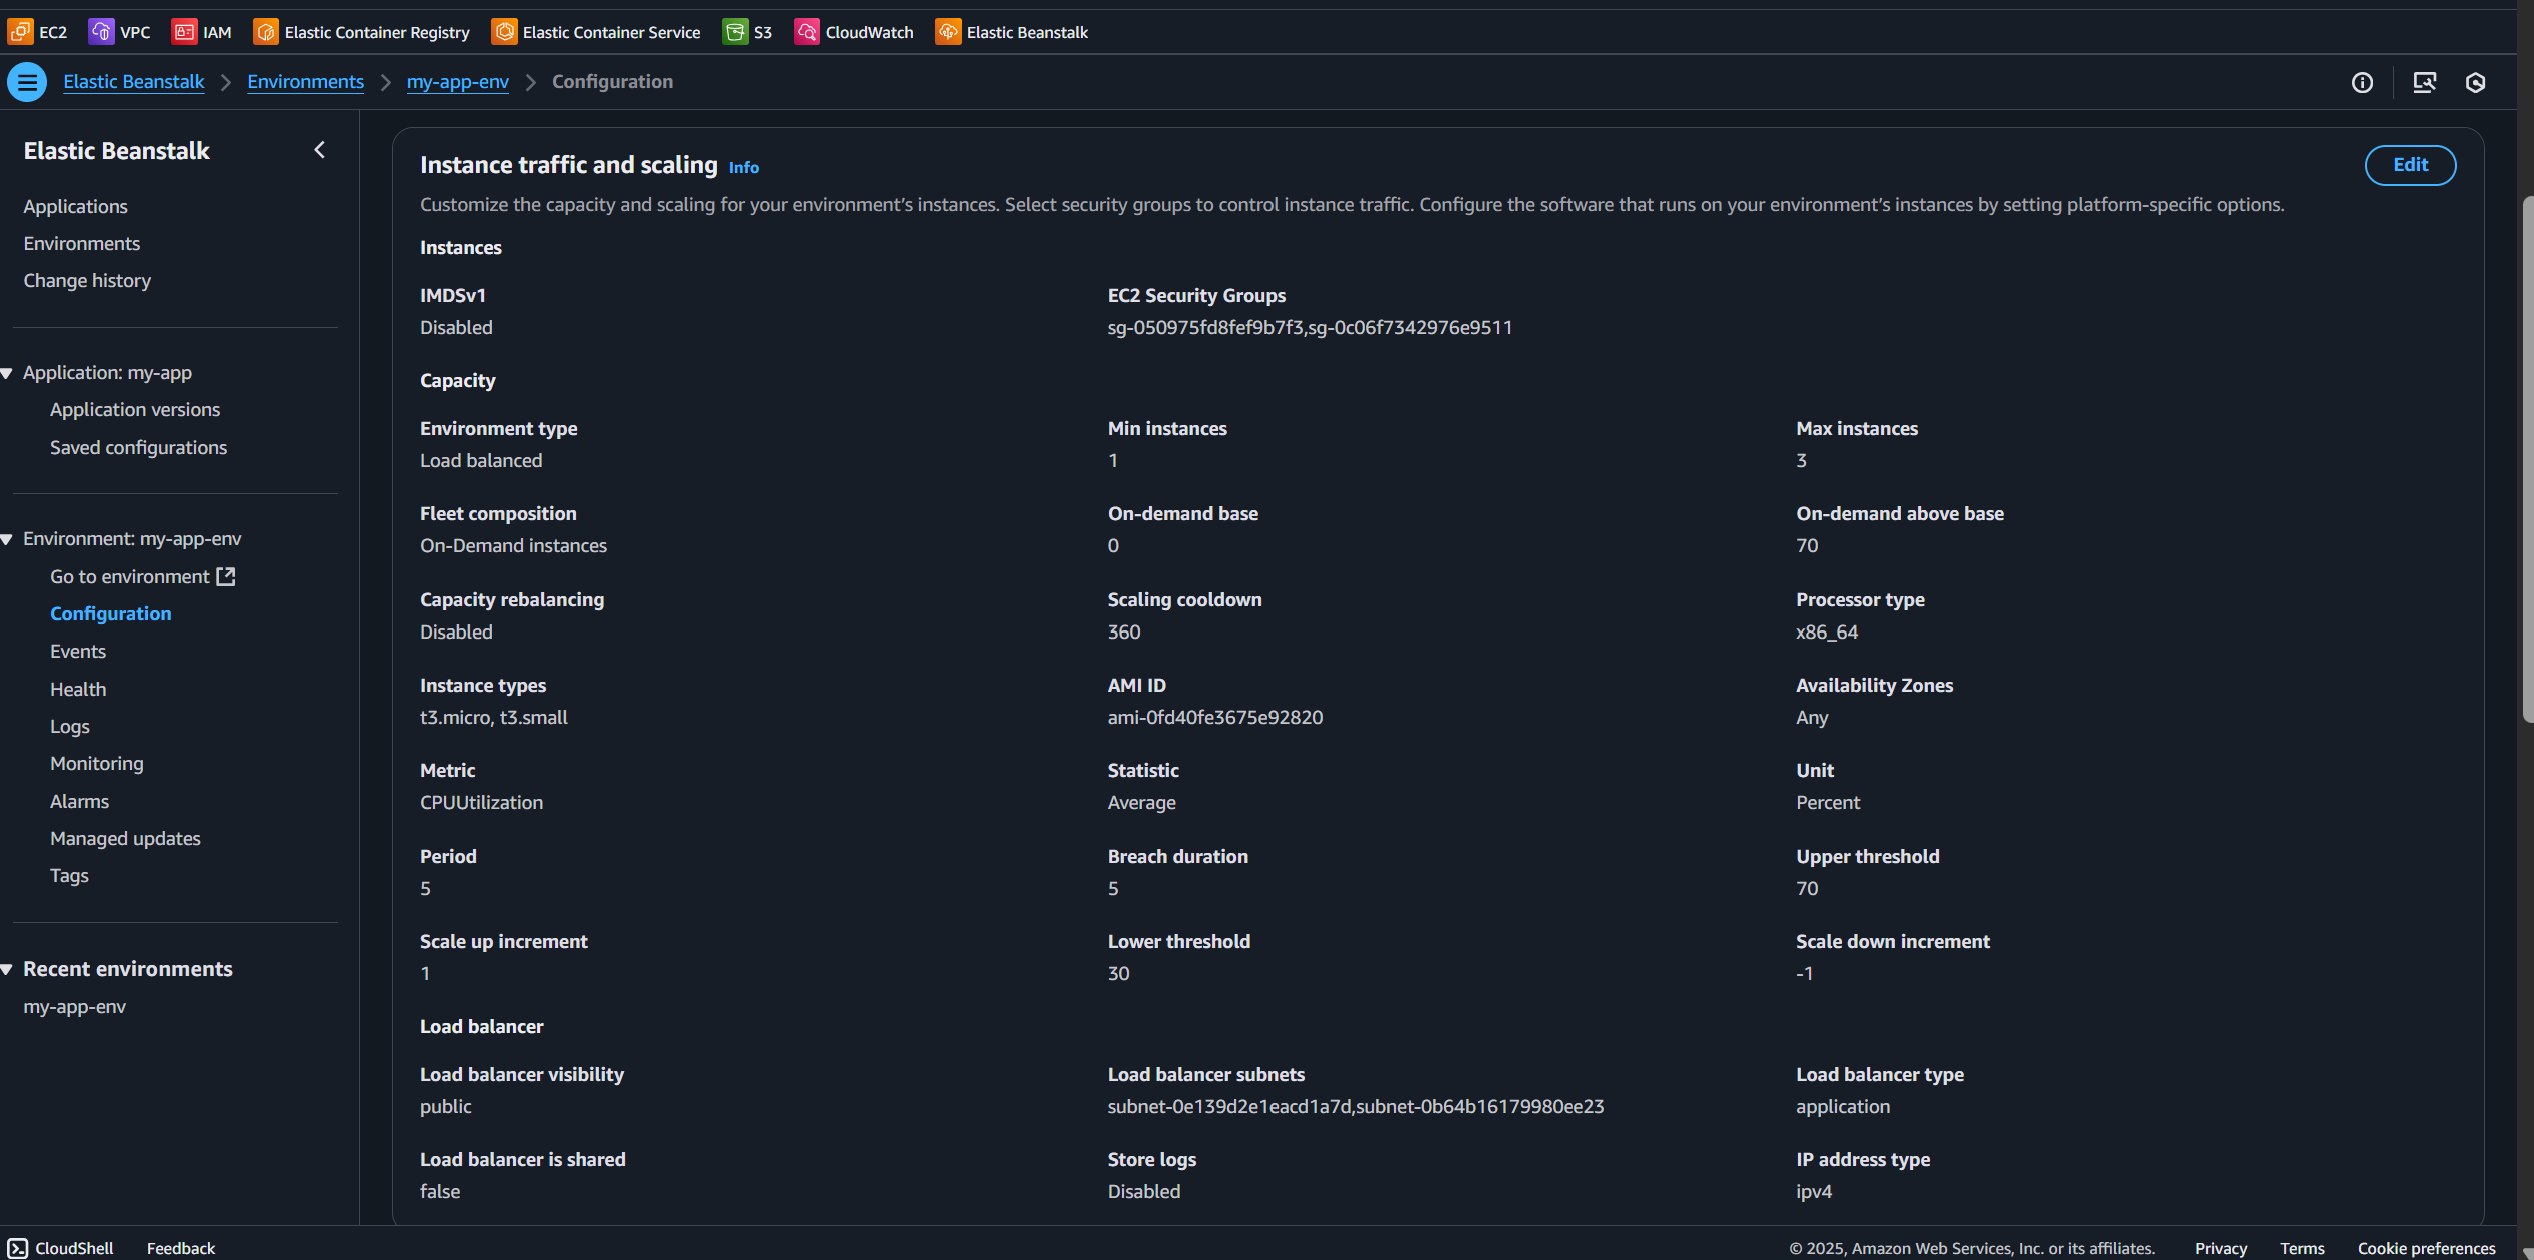 EC2 VPC IAM Elastic Container Registry Elastic Container Service S3 CloudWatch Elastic Beanstalk
Elastic Beanstalk Environments my-app-env Configuration
Elastic Beanstalk
Applications
Environments
Change history
Application: my-app
Application versions
Saved configurations
Environment: my-app-env
Go to environment
Configuration
Events
Health
Logs
Monitoring
Alarms
Managed updates
Tags
Recent environments
my-app-env
Instance traffic and scaling Info
Edit
Customize the capacity and scaling for your environment's instances. Select security groups to control instance traffic. Configure the software that runs on your environment's instances by setting platform-specific options.
Instances
IMDSv1 EC2 Security Groups
Disabled sg-050975fd8fef9b7f3,sg-0c06f7342976e9511
Capacity
Environment type Min instances Max instances
Load balanced 1 3
Fleet composition On-demand base On-demand above base
On-Demand instances 0 70
Capacity rebalancing Scaling cooldown Processor type
Disabled 360 x86_64
Instance types AMI ID Availability Zones
t3.micro, t3.small ami-0fd40fe3675e92820 Any
Metric Statistic Unit
CPUUtilization Average Percent
Period Breach duration Upper threshold
5 5 70
Scale up increment Lower threshold Scale down increment
1 30 -1
Load balancer
Load balancer visibility Load balancer subnets Load balancer type
public subnet-0e139d2e1eacd1a7d,subnet-0b64b16179980ee23 application
Load balancer is shared Store logs IP address type
false Disabled ipv4
CloudShell Feedback © 2025, Amazon Web Services, Inc. or its affiliates. Privacy Terms Cookie preferences